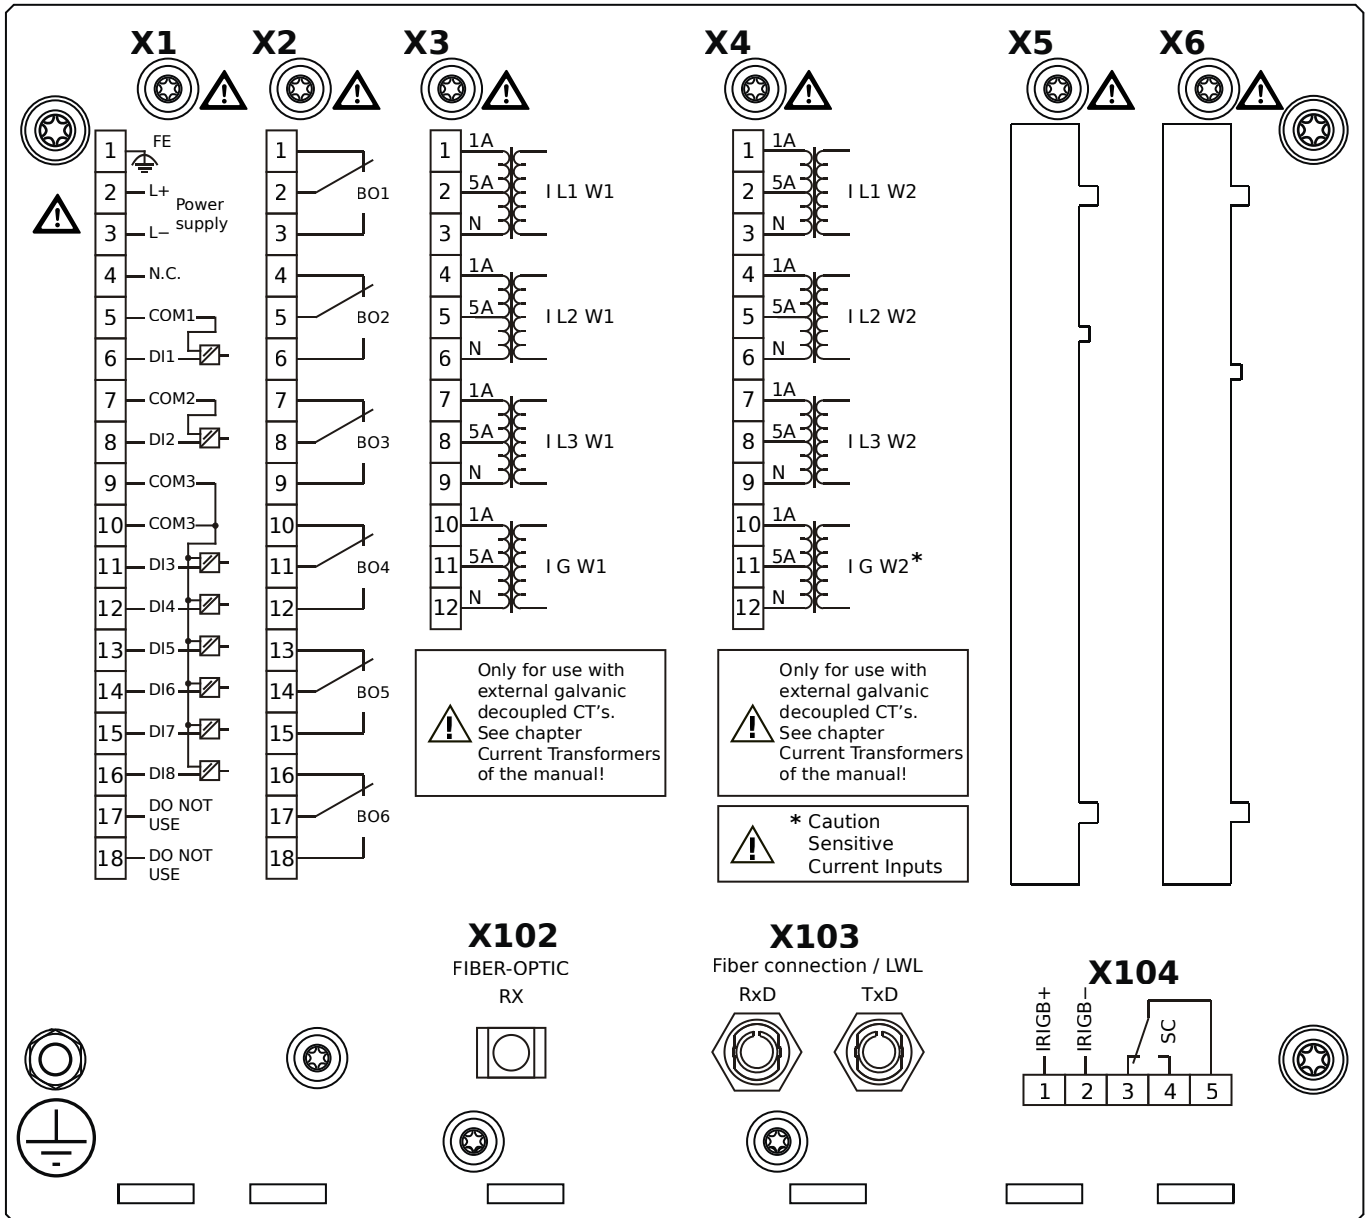 X1
X2
X3
X4
X5
X6
1 FE
2 L+
Power
supply
3 L−
4 N.C.
5 COM1
6 DI1
7 COM2
8 DI2
9 COM3
10 COM3
11 DI3
12 DI4
13 DI5
14 DI6
15 DI7
16 DI8
17 DO NOT
USE
18 DO NOT
USE
1
2 BO1
3
4
5 BO2
6
7
8 BO3
9
10
11 BO4
12
13
14 BO5
15
16
17 BO6
18
1 1A
2 5A I L1 W1
3 N
4 1A
5 5A I L2 W1
6 N
7 1A
8 5A I L3 W1
9 N
10 1A
11 5A I G W1
12 N
Only for use with
external galvanic
decoupled CT's.
See chapter
Current Transformers
of the manual!
1 1A
2 5A I L1 W2
3 N
4 1A
5 5A I L2 W2
6 N
7 1A
8 5A I L3 W2
9 N
10 1A
11 5A I G W2*
12 N
Only for use with
external galvanic
decoupled CT's.
See chapter
Current Transformers
of the manual!
* Caution
Sensitive
Current Inputs
X102
FIBER-OPTIC
RX
X103
Fiber connection / LWL
RxD TxD
X104
IRIGB+
IRIGB−
SC
1 2 3 4 5